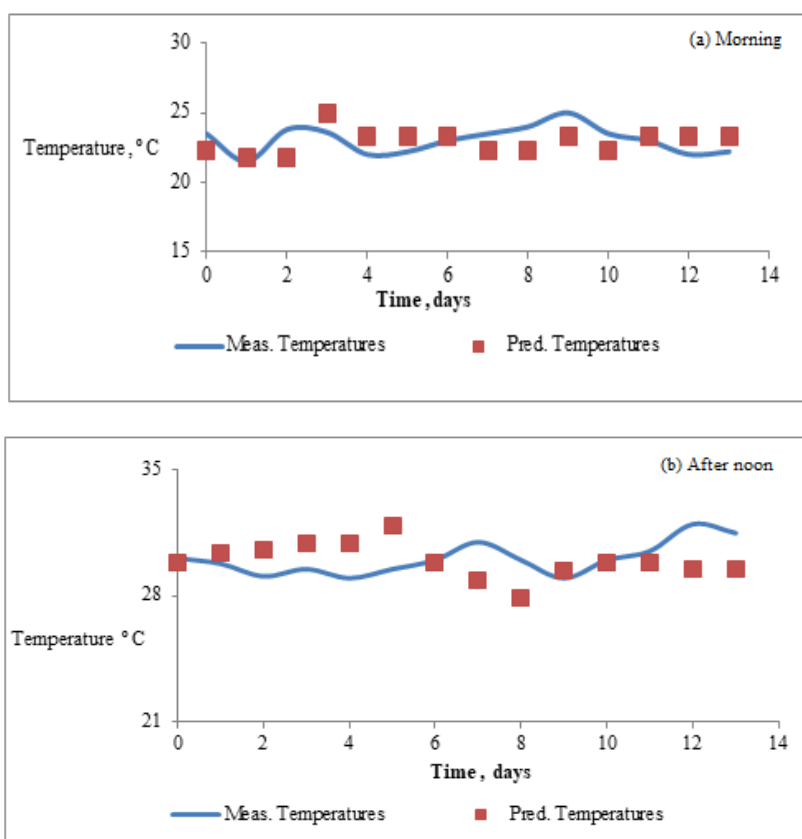 30
(a) Morning
25
Temperature, °C
20
15
0 2 4 6 8 10 12 14
Time, days
Meas. Temperatures Pred. Temperatures
35
(b) After noon
28
Temperature °C
21
0 2 4 6 8 10 12 14
Time, days
Meas. Temperatures Pred. Temperatures